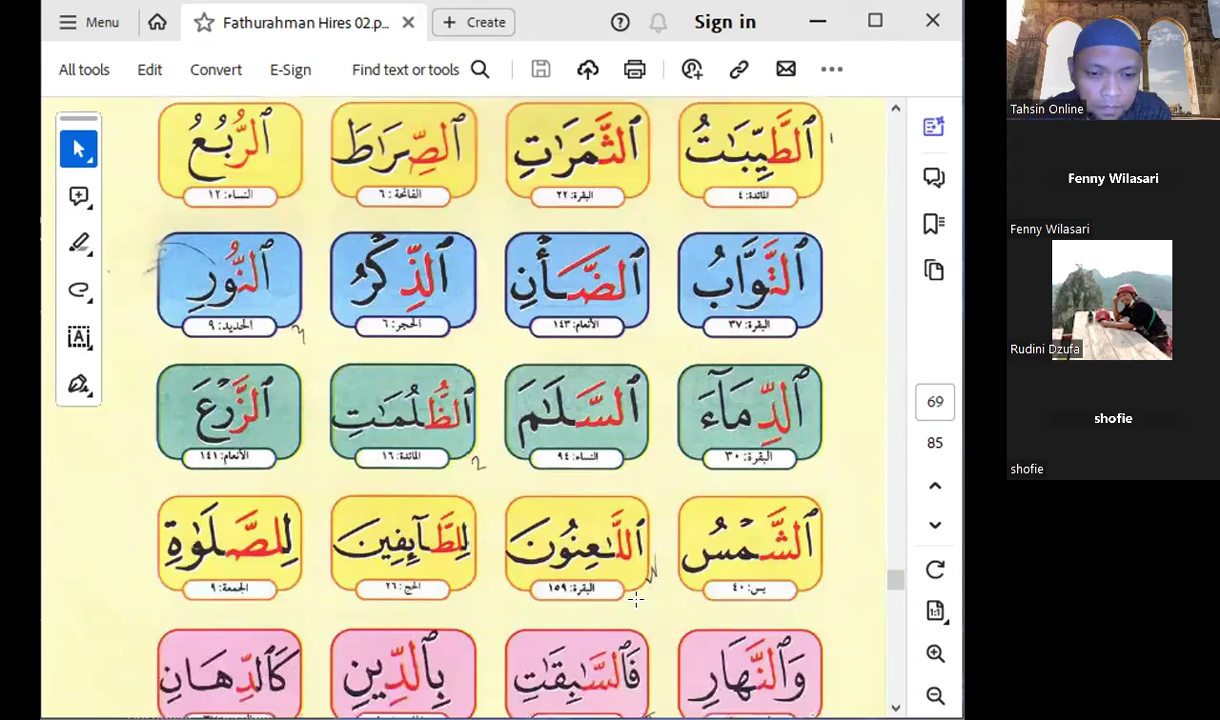 Menu
Fathurahman Hires 02.p...
Create
Sign in
All tools
Edit
Convert
E-Sign
Find text or tools
ٱلطَّيِّبَـٰتُ ٱلثَّمَرَٰتِ ٱلصِّرَٰطَ ٱلرُّبُعُ
المائدة: ٤ البقرة: ٢٢ الفاتحة: ٦ النساء: ١٢
ٱلتَّوَّابُ ٱلضَّأْنِ ٱلذِّكْرُ ٱلنُّورِ
البقرة: ٣٧ الأنعام: ١٤٣ الحجر: ٦ الحديد: ٩
ٱلدِّمَآءَ ٱلسَّلَـٰمَ ٱلظُّلُمَـٰتِ ٱلزَّرْعَ
البقرة: ٣٠ النساء: ٩٤ المائدة: ١٦ الأنعام: ١٤١
ٱلشَّمْسُ ٱللَّـٰعِنُونَ لِلطَّآئِفِينَ لِلصَّلَوٰةِ
يس: ٤٠ البقرة: ١٥٩ الحج: ٢٦ الجمعة: ٩
وَٱلنَّهَارِ فَٱلسَّـٰبِقَـٰتِ بِٱلدِّينِ كَٱلدِّهَانِ
69
85
1:1
Tahsin Online
Fenny Wilasari
Fenny Wilasari
Rudini Dzufa
shofie
shofie